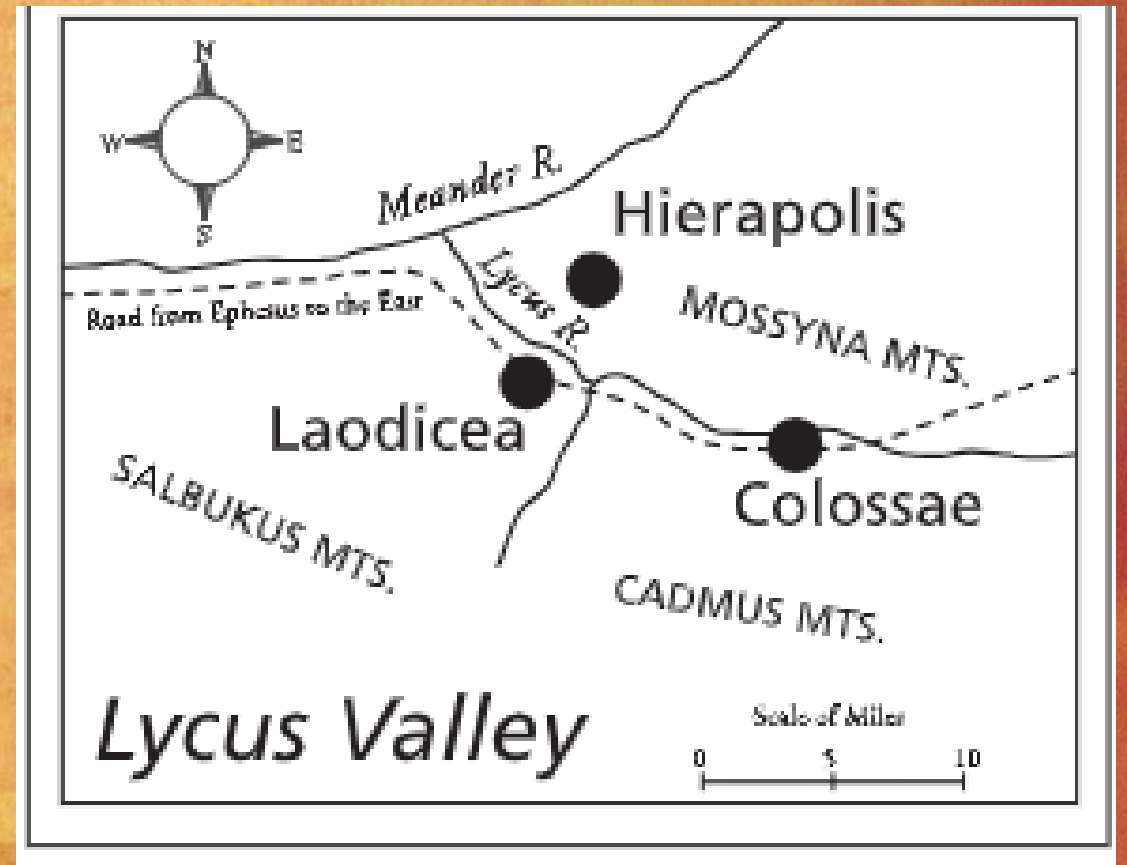 N
W E
S
Meander R.
Hierapolis
Lycus R.
Road from Ephesus to the East
MOSSYNA MTS.
Laodicea
SALBUKUS MTS.
Colossae
CADMUS MTS.
Lycus Valley
Scale of Miles
0 5 10